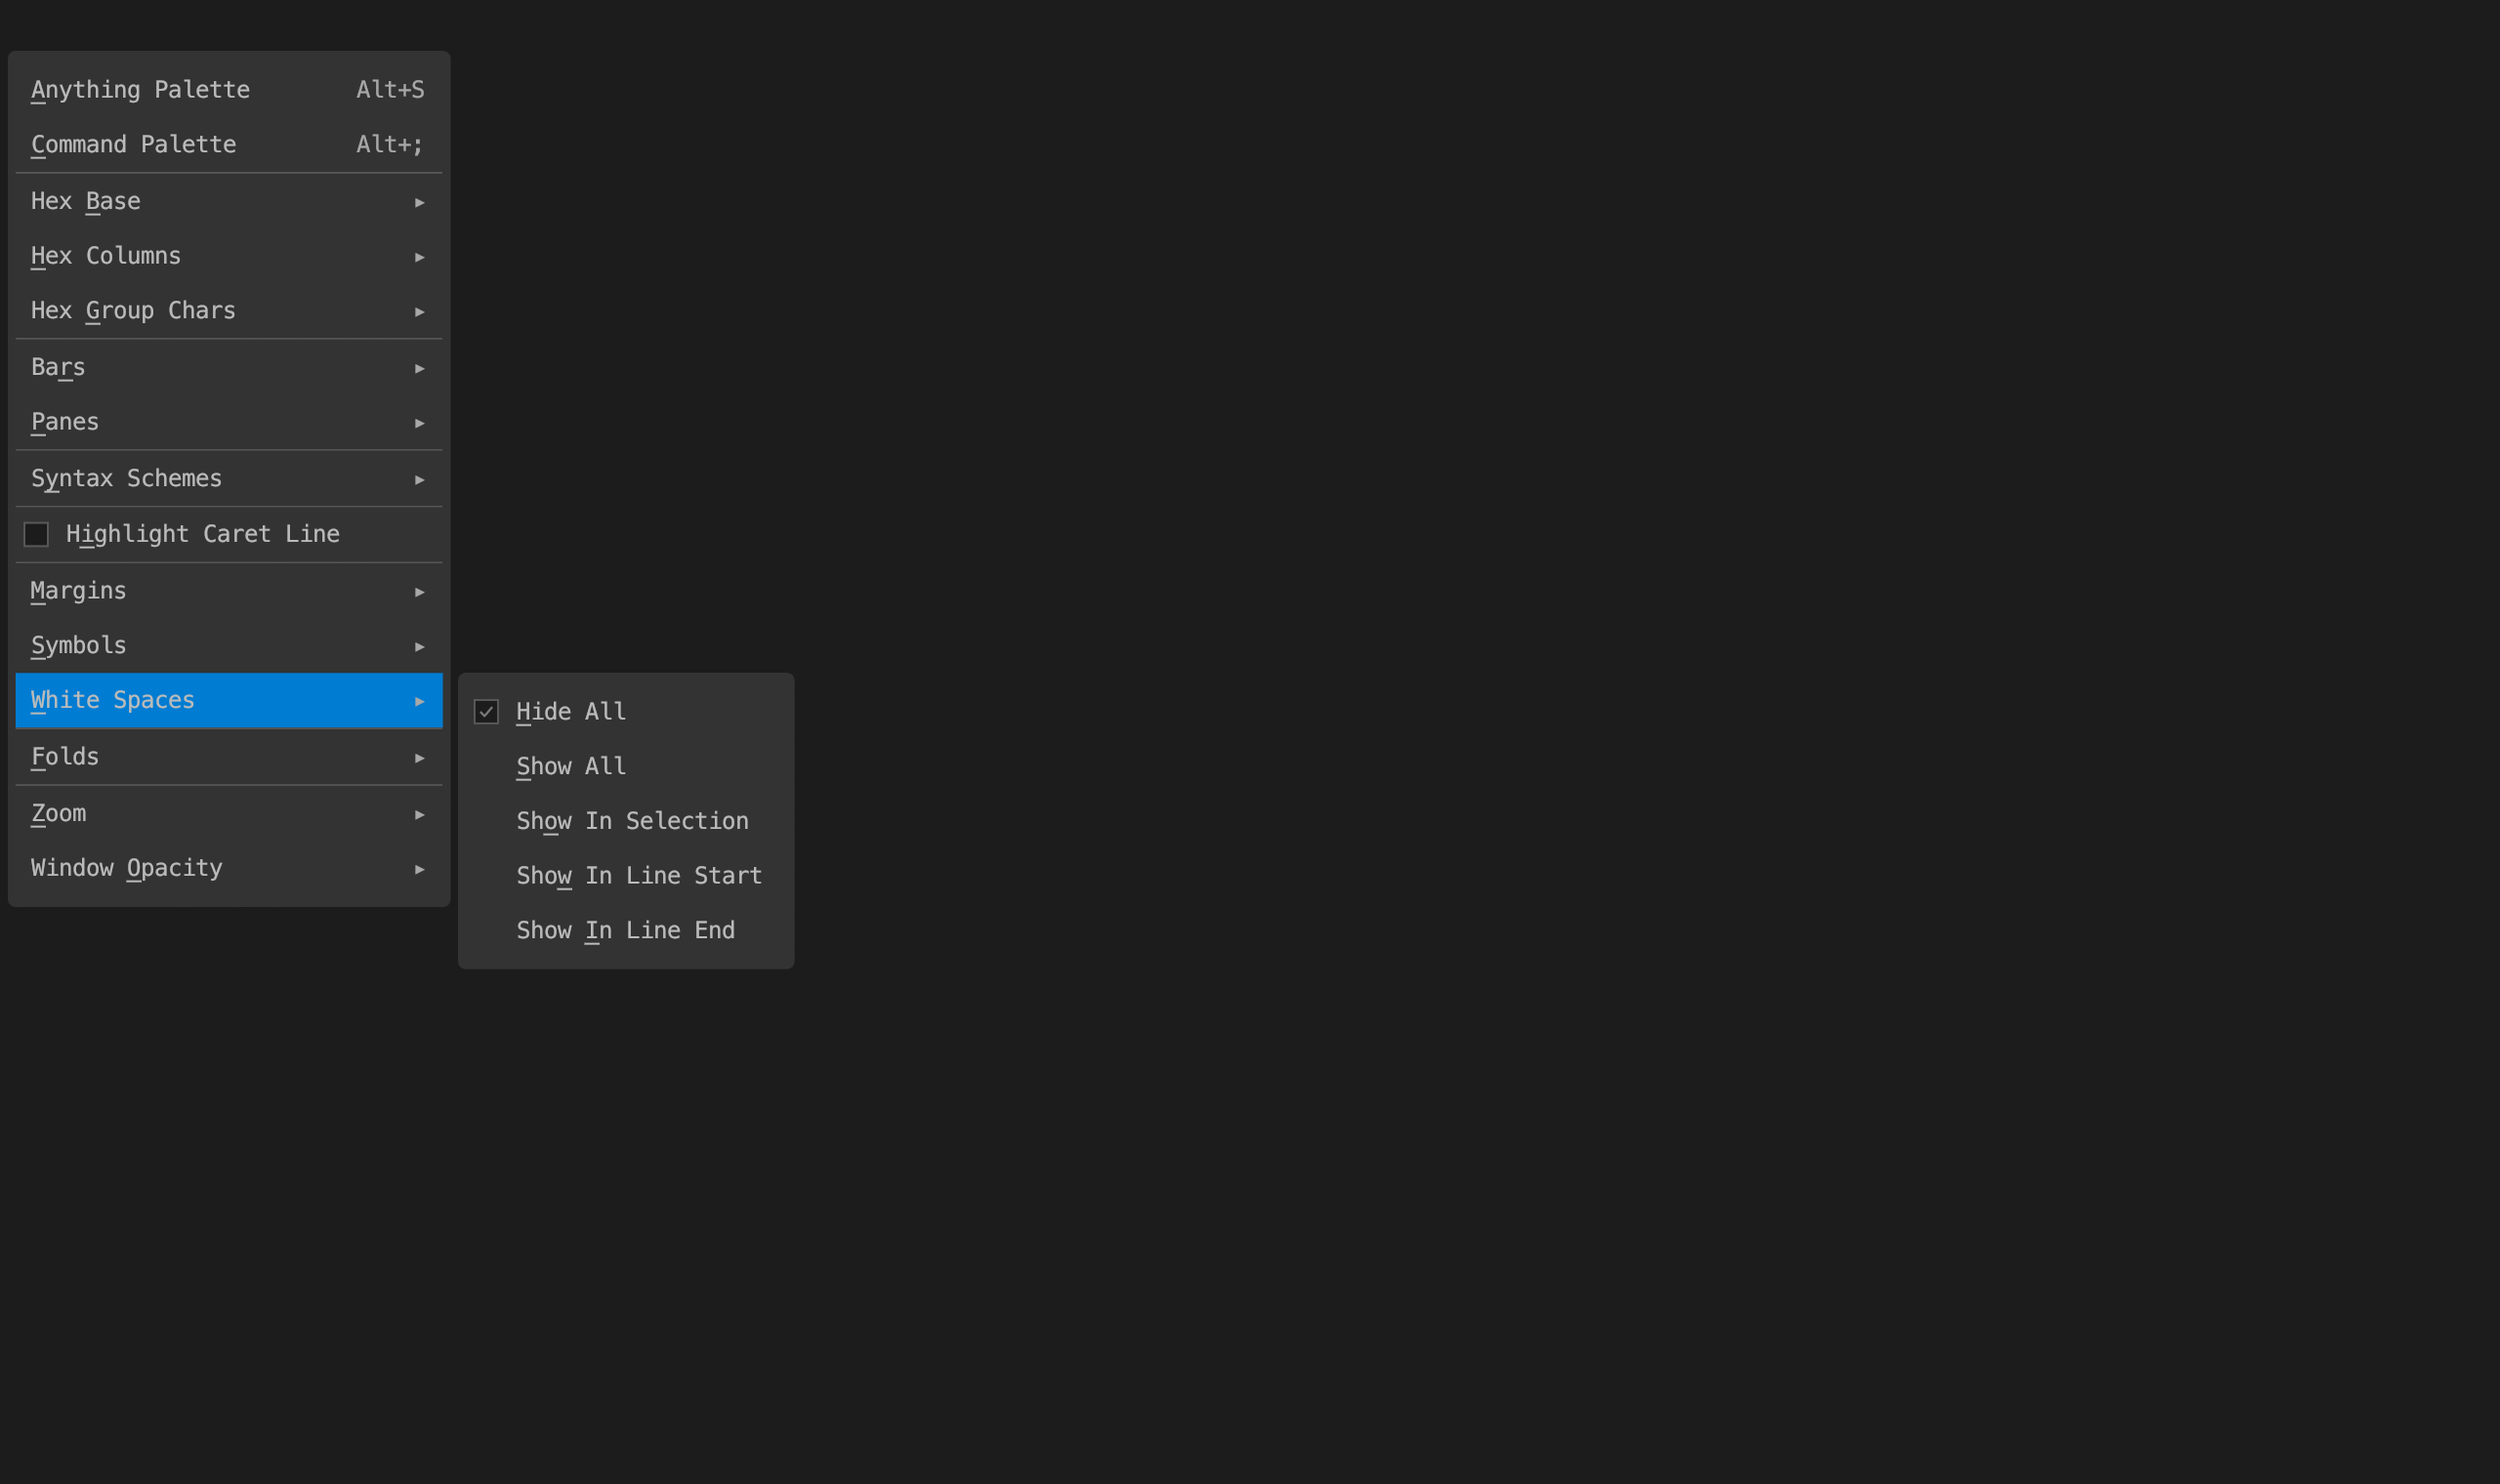 Anything Palette Alt+S
Command Palette Alt+;
Hex Base
Hex Columns
Hex Group Chars
Bars
Panes
Syntax Schemes
Highlight Caret Line
Margins
Symbols
White Spaces
Folds
Zoom
Window Opacity
Hide All
Show All
Show In Selection
Show In Line Start
Show In Line End